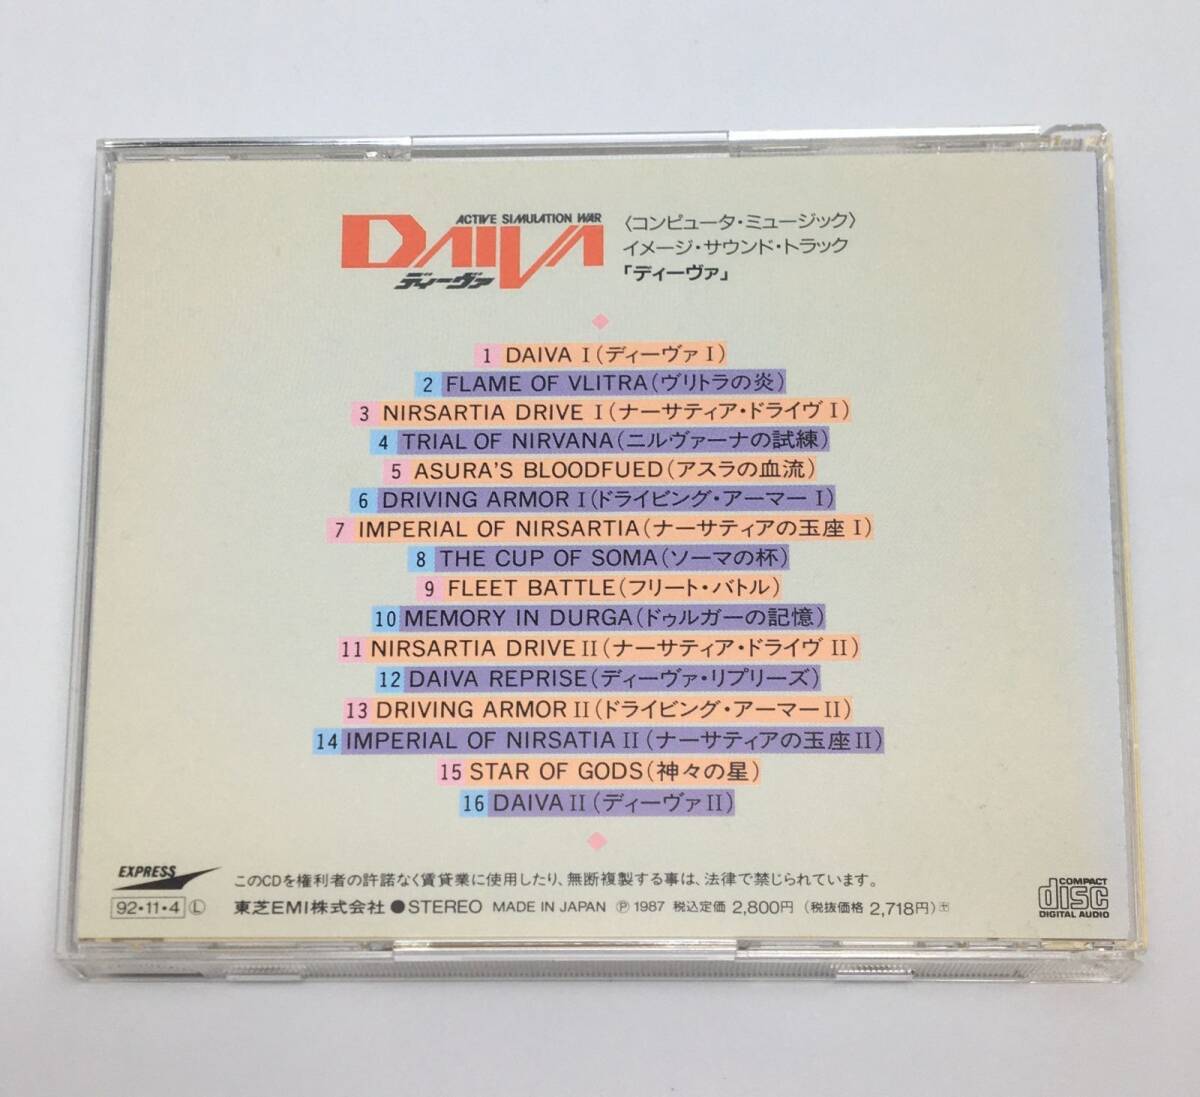 ACTIVE SIMULATION WAR
DAIVA
ディーヴァ
〈コンピュータ・ミュージック〉
イメージ・サウンド・トラック
「ディーヴァ」
1 DAIVA I (ディーヴァ I)
2 FLAME OF VLITRA(ヴリトラの炎)
3 NIRSARTIA DRIVE I (ナーサティア・ドライヴ I)
4 TRIAL OF NIRVANA(ニルヴァーナの試練)
5 ASURA'S BLOODFUED(アスラの血流)
6 DRIVING ARMOR I (ドライビング・アーマー I)
7 IMPERIAL OF NIRSARTIA(ナーサティアの玉座 I)
8 THE CUP OF SOMA(ソーマの杯)
9 FLEET BATTLE(フリート・バトル)
10 MEMORY IN DURGA(ドゥルガーの記憶)
11 NIRSARTIA DRIVE II (ナーサティア・ドライヴ II)
12 DAIVA REPRISE(ディーヴァ・リプリーズ)
13 DRIVING ARMOR II (ドライビング・アーマー II)
14 IMPERIAL OF NIRSATIA II (ナーサティアの玉座 II)
15 STAR OF GODS(神々の星)
16 DAIVA II (ディーヴァ II)
EXPRESS
このCDを権利者の許諾なく賃貸業に使用したり、無断複製する事は、法律で禁じられています。
92・11・4 Ⓛ 東芝EMI株式会社 ●STEREO MADE IN JAPAN Ⓟ 1987 税込定価 2,800円 (税抜価格 2,718円)
COMPACT
disc
DIGITAL AUDIO